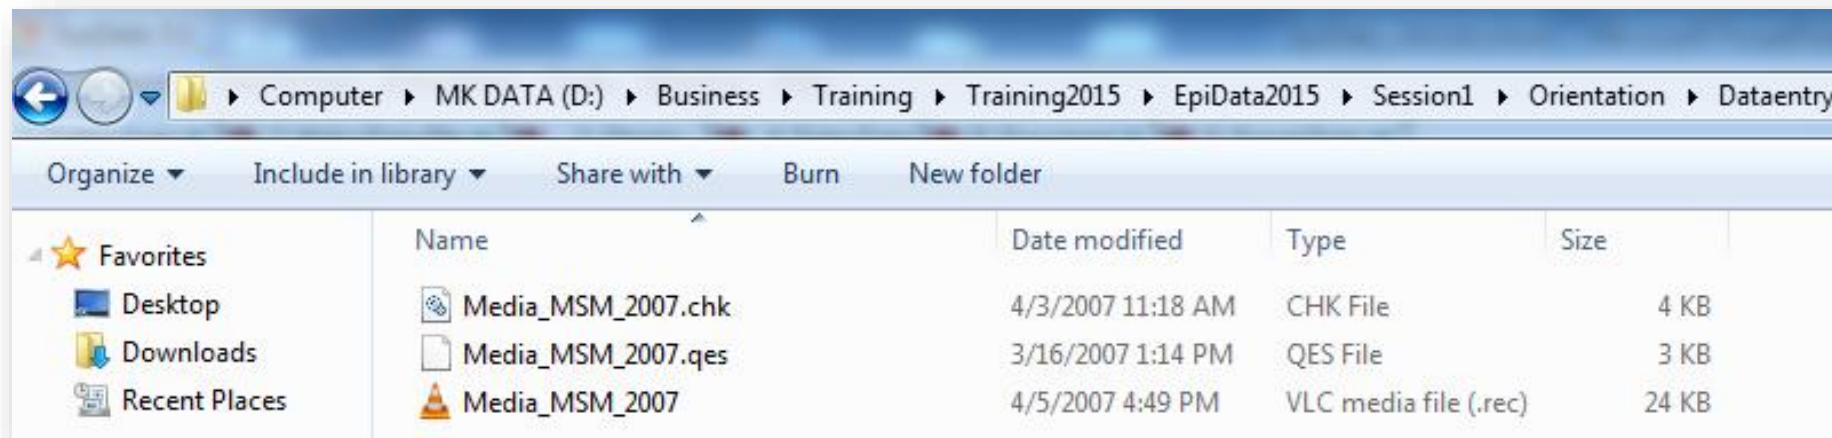 Computer MK DATA (D:) Business Training Training2015 EpiData2015 Session1 Orientation Dataentry
Organize Include in library Share with Burn New folder
Favorites
Desktop
Downloads
Recent Places
Name Date modified Type Size
Media_MSM_2007.chk 4/3/2007 11:18 AM CHK File 4 KB
Media_MSM_2007.qes 3/16/2007 1:14 PM QES File 3 KB
Media_MSM_2007 4/5/2007 4:49 PM VLC media file (.rec) 24 KB